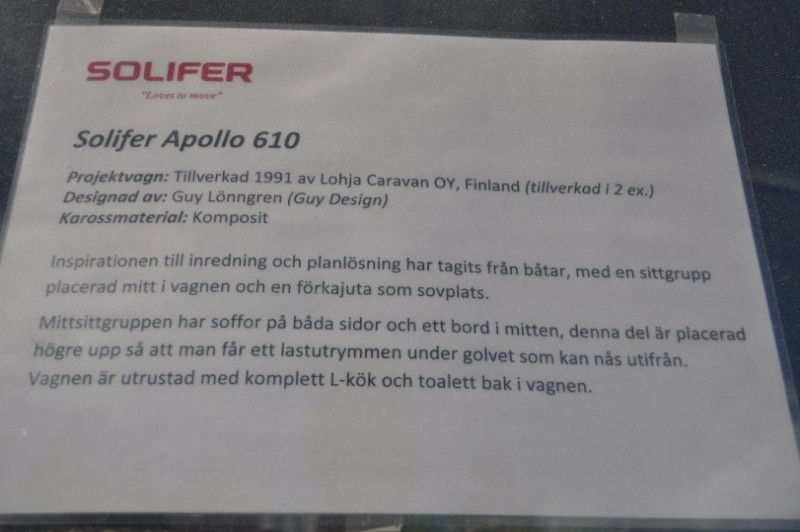 SOLIFER
"Loves to move"
Solifer Apollo 610
Projektvagn: Tillverkad 1991 av Lohja Caravan OY, Finland (tillverkad i 2 ex.)
Designad av: Guy Lönngren (Guy Design)
Karossmaterial: Komposit
Inspirationen till inredning och planlösning har tagits från båtar, med en sittgrupp
placerad mitt i vagnen och en förkajuta som sovplats.
Mittsittgruppen har soffor på båda sidor och ett bord i mitten, denna del är placerad
högre upp så att man får ett lastutrymmen under golvet som kan nås utifrån.
Vagnen är utrustad med komplett L-kök och toalett bak i vagnen.